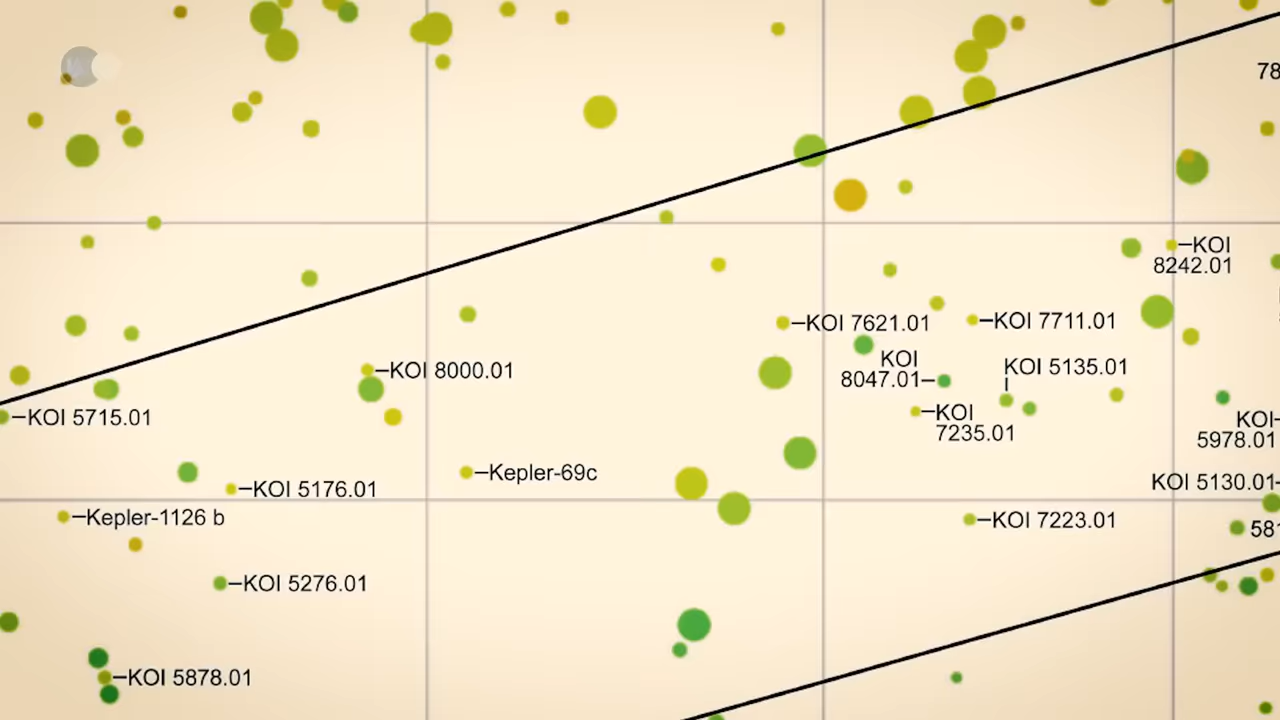 78
KOI
8242.01
KOI 7621.01
KOI 7711.01
KOI
8047.01
KOI 5135.01
KOI 8000.01
KOI 5715.01
KOI
7235.01
KOI
5978.01
Kepler-69c
KOI 5176.01
KOI 5130.01
Kepler-1126 b
KOI 7223.01
581
KOI 5276.01
KOI 5878.01